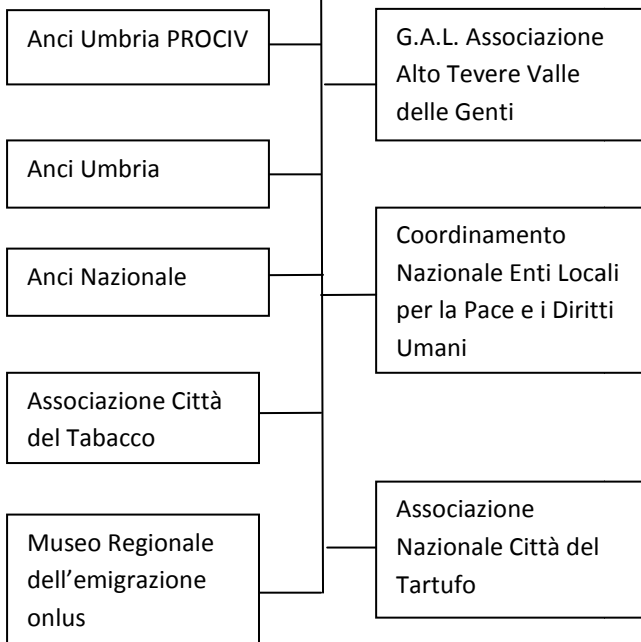 Anci Umbria PROCIV
G.A.L. Associazione
Alto Tevere Valle
delle Genti
Anci Umbria
Anci Nazionale
Coordinamento
Nazionale Enti Locali
per la Pace e i Diritti
Umani
Associazione Città
del Tabacco
Associazione
Nazionale Città del
Tartufo
Museo Regionale
dell’emigrazione
onlus